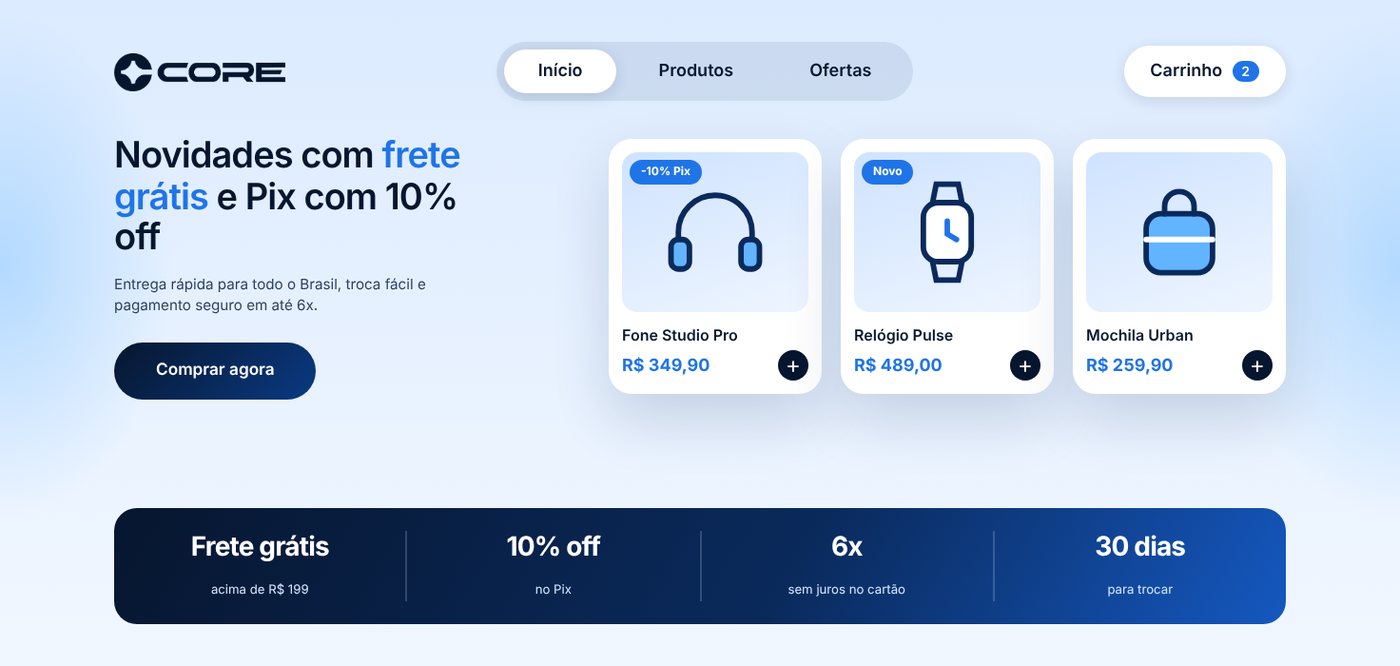 CORE
Início
Produtos
Ofertas
Carrinho 2
Novidades com frete
grátis e Pix com 10%
off
Entrega rápida para todo o Brasil, troca fácil e
pagamento seguro em até 6x.
Comprar agora
-10% Pix
Fone Studio Pro
R$ 349,90
+
Novo
Relógio Pulse
R$ 489,00
+
Mochila Urban
R$ 259,90
+
Frete grátis
acima de R$ 199
10% off
no Pix
6x
sem juros no cartão
30 dias
para trocar